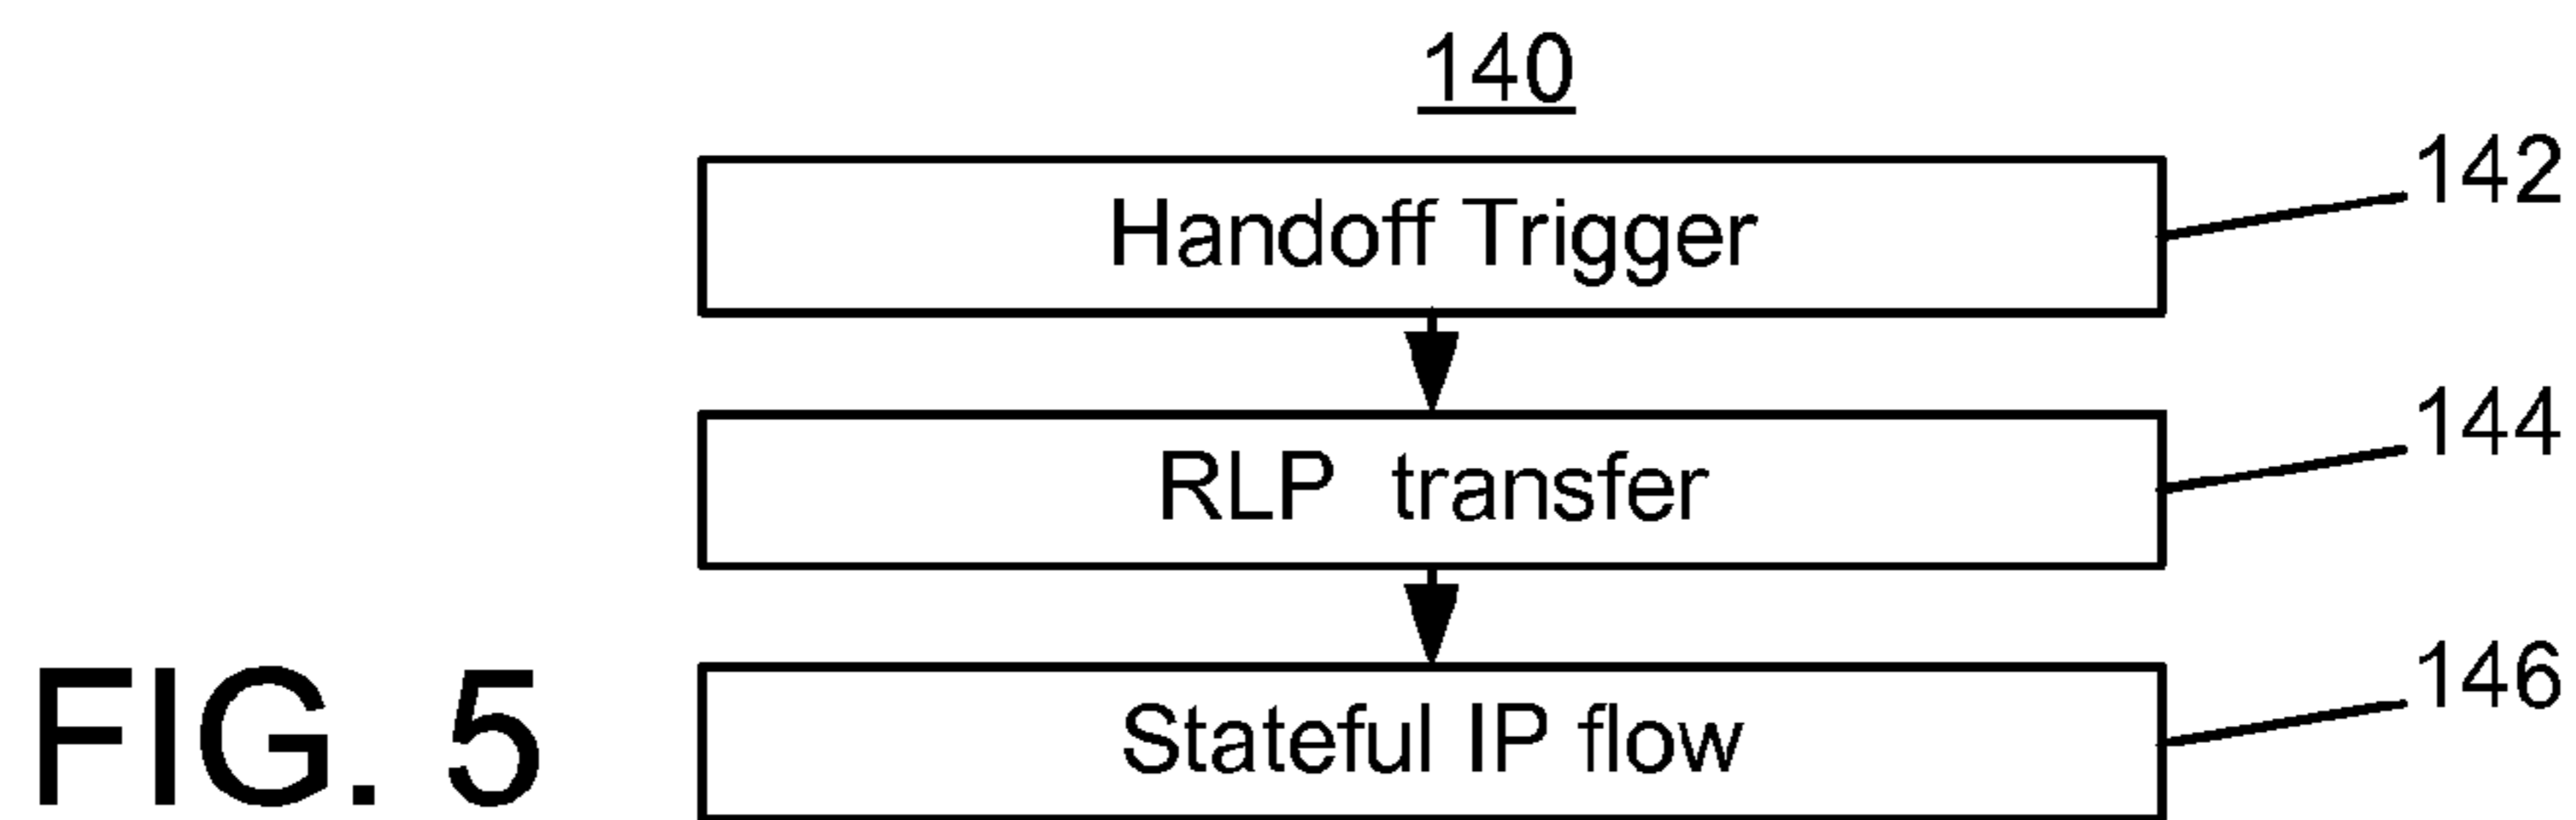 140
Handoff Trigger
142
RLP transfer
144
Stateful IP flow
146
FIG. 5